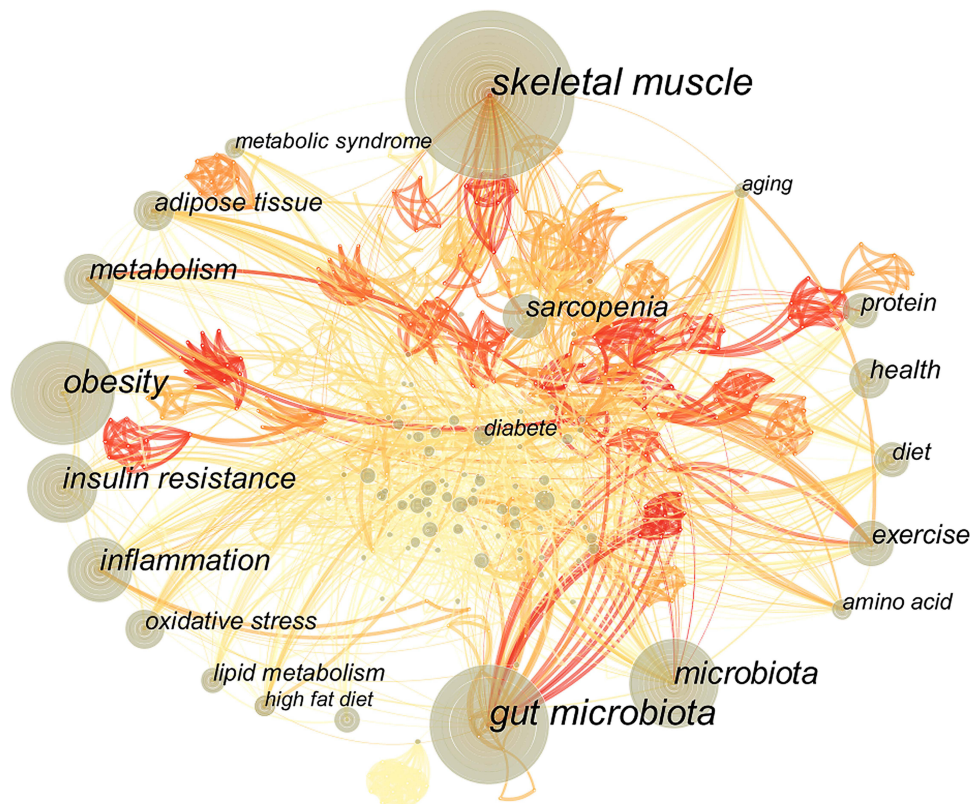 skeletal muscle
metabolic syndrome
aging
adipose tissue
metabolism
sarcopenia
protein
obesity
health
diabete
diet
insulin resistance
exercise
inflammation
amino acid
oxidative stress
lipid metabolism
microbiota
high fat diet
gut microbiota